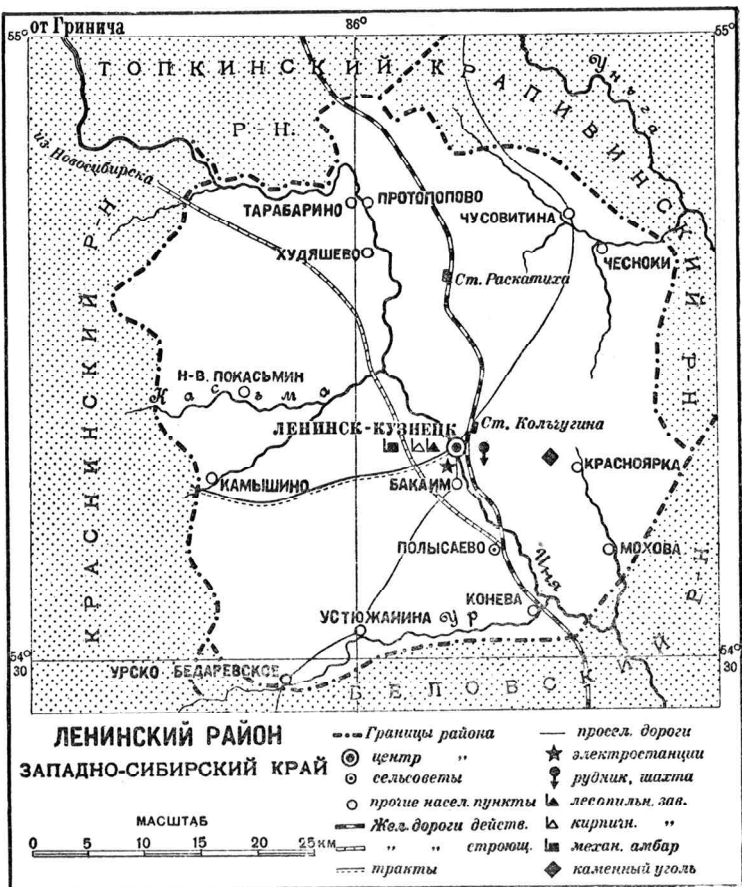 от Гринича
86°
55°
55°
ТОПКИНСКИЙ
Р-Н.
КРАПИВИНСКИЙ Р-Н
Уньга
из Новосибирска
ТАРАБАРИНО
ПРОТОПОПОВО
ЧУСОВИТИНА
ХУДЯШЕВО
ЧЕСНОКИ
Ст. Раскатиха
КРАСНИНСКИЙ Р-Н
Н-В. ПОКАСЬМИН
Касьма
ЛЕНИНСК-КУЗНЕЦК
Ст. Кольчугина
КРАСНОЯРКА
КАМЫШИНО
БАКАИМ
ПОЛЫСАЕВО
Иня
МОХОВА
КОНЕВА
УСТЮЖАНИНА
Ур
УРСКО БЕДАРЕВСКОЕ
БЕЛОВСКИЙ Р-Н
54°
30
54°
30
ЛЕНИНСКИЙ РАЙОН
ЗАПАДНО-СИБИРСКИЙ КРАЙ
МАСШТАБ
0 5 10 15 20 25 КМ
Границы района
центр „
сельсоветы
прочие насел. пункты
Жел. дороги действ.
„ „ строющ.
тракты
просел. дороги
электростанции
рудник, шахта
лесопильн. зав.
кирпичн. „
механ. амбар
каменный уголь